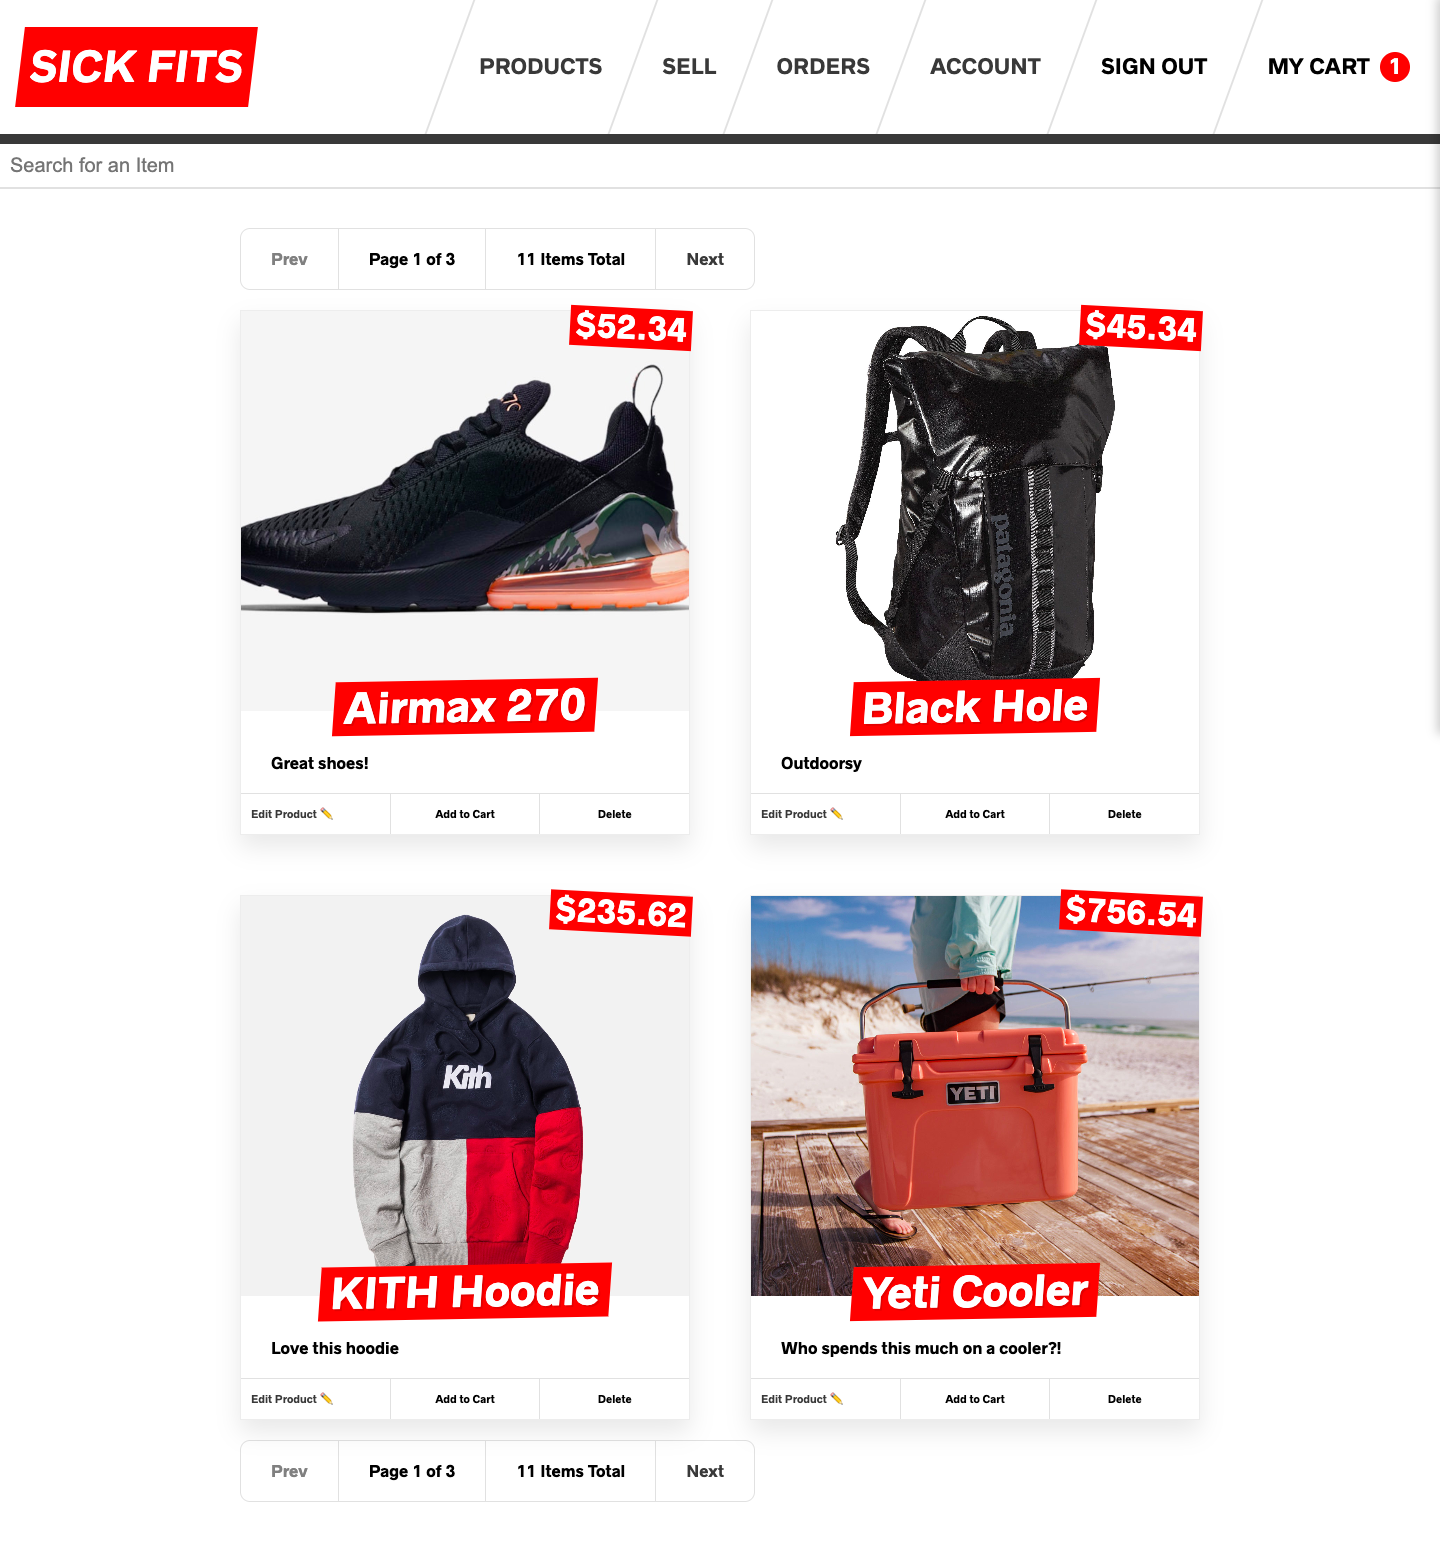 SICK FITS
PRODUCTS
SELL
ORDERS
ACCOUNT
SIGN OUT
MY CART 1
Search for an Item
Prev
Page 1 of 3
11 Items Total
Next
$52.34
Airmax 270
Great shoes!
Edit Product ✏️
Add to Cart
Delete
$45.34
patagonia
Black Hole
Outdoorsy
Edit Product ✏️
Add to Cart
Delete
$235.62
Kith
KITH Hoodie
Love this hoodie
Edit Product ✏️
Add to Cart
Delete
$756.54
YETI
Yeti Cooler
Who spends this much on a cooler?!
Edit Product ✏️
Add to Cart
Delete
Prev
Page 1 of 3
11 Items Total
Next